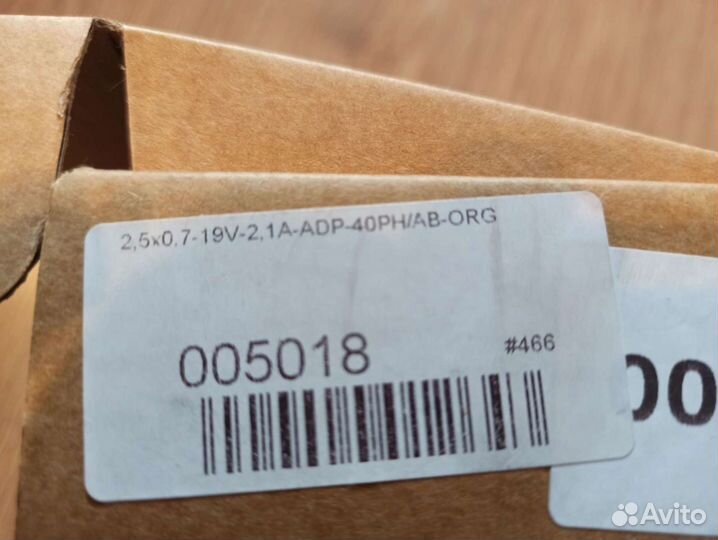 2,5x0,7-19V-2,1A-ADP-40PH/AB-ORG
005018
#466
Avito